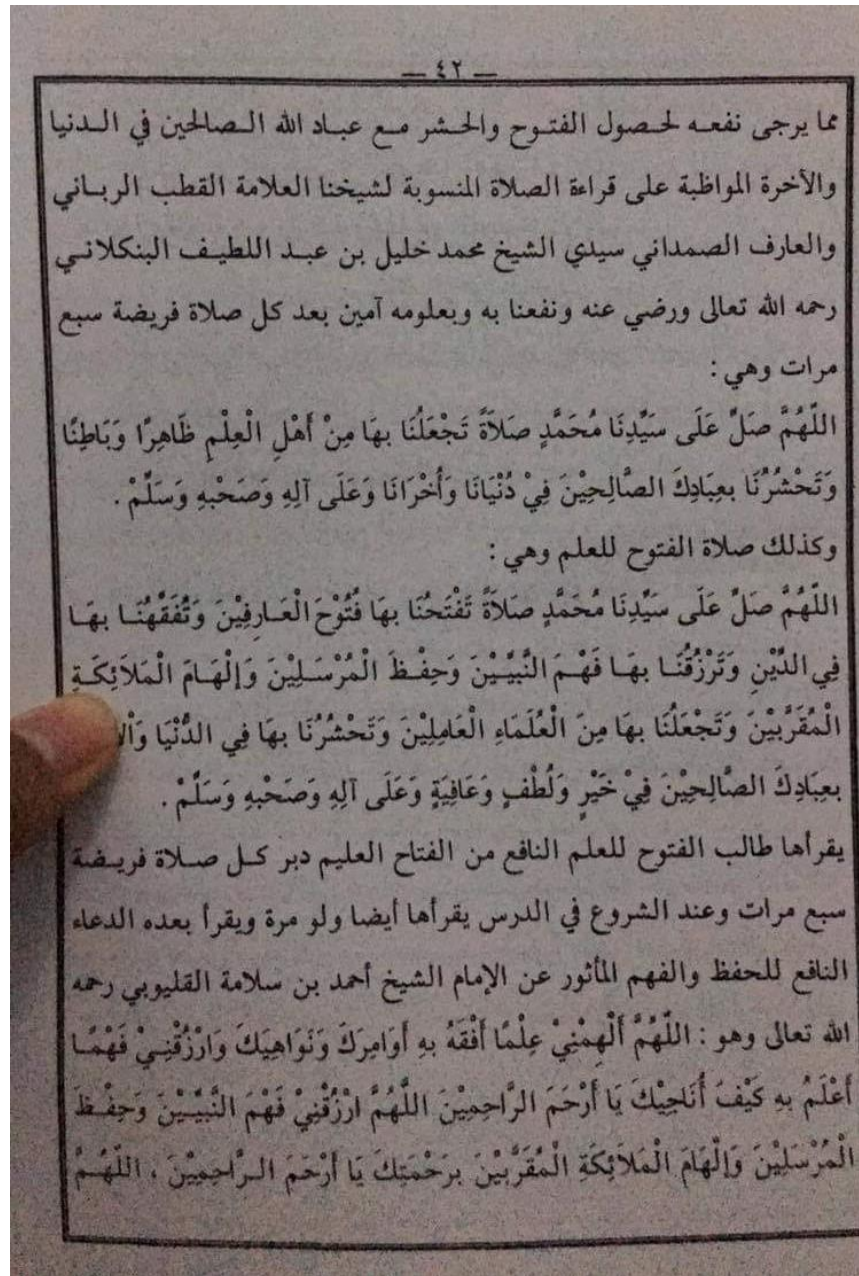 — ٤٢ —
مما يرجى نفعه لحصول الفتوح والحشر مع عباد الله الصالحين في الدنيا
والأخرة المواظبة على قراءة الصلاة المنسوبة لشيخنا العلامة القطب الرباني
والعارف الصمداني سيدي الشيخ محمد خليل بن عبد اللطيف البنكلاني
رحمه الله تعالى ورضي عنه ونفعنا به وبعلومه آمين بعد كل صلاة فريضة سبع
مرات وهي :
اللّهُمَّ صَلِّ عَلَى سَيِّدِنَا مُحَمَّدٍ صَلاَةً تَجْعَلُنَا بِهَا مِنْ أَهْلِ الْعِلْمِ ظَاهِرًا وَبَاطِنًا
وَتَحْشُرُنَا بِعِبَادِكَ الصَّالِحِيْنَ فِيْ دُنْيَانَا وَأُخْرَانَا وَعَلَى آلِهِ وَصَحْبِهِ وَسَلِّمْ .
وكذلك صلاة الفتوح للعلم وهي :
اللّهُمَّ صَلِّ عَلَى سَيِّدِنَا مُحَمَّدٍ صَلاَةً تَفْتَحُنَا بِهَا فُتُوْحَ الْعَارِفِيْنَ وَتُفَقِّهُنَا بِهَا
فِي الدِّيْنِ وَتَرْزُقُنَا بِهَا فَهْمَ النَّبِيِّيْنَ وَحِفْظَ الْمُرْسَلِيْنَ وَإِلْهَامَ الْمَلاَئِكَةِ
الْمُقَرَّبِيْنَ وَتَجْعَلُنَا بِهَا مِنَ الْعُلَمَاءِ الْعَامِلِيْنَ وَتَحْشُرُنَا بِهَا فِي الدُّنْيَا
بِعِبَادِكَ الصَّالِحِيْنَ فِيْ خَيْرٍ وَلُطْفٍ وَعَافِيَةٍ وَعَلَى آلِهِ وَصَحْبِهِ وَسَلِّمْ .
يقرأها طالب الفتوح للعلم النافع من الفتاح العليم دبر كل صلاة فريضة
سبع مرات وعند الشروع في الدرس يقرأها أيضا ولو مرة ويقرأ بعده الدعاء
النافع للحفظ والفهم المأثور عن الإمام الشيخ أحمد بن سلامة القليوبي رحمه
الله تعالى وهو : اللّهُمَّ أَلْهِمْنِيْ عِلْمًا أَفْقَهُ بِهِ أَوَامِرَكَ وَنَوَاهِيَكَ وَارْزُقْنِيْ فَهْمًا
أَعْلَمُ بِهِ كَيْفَ أُنَاجِيْكَ يَا أَرْحَمَ الرَّاحِمِيْنَ اللّهُمَّ ارْزُقْنِيْ فَهْمَ النَّبِيِّيْنَ وَحِفْظَ
الْمُرْسَلِيْنَ وَإِلْهَامَ الْمَلاَئِكَةِ الْمُقَرَّبِيْنَ بِرَحْمَتِكَ يَا أَرْحَمَ الرَّاحِمِيْنَ ، اللّهُمَّ